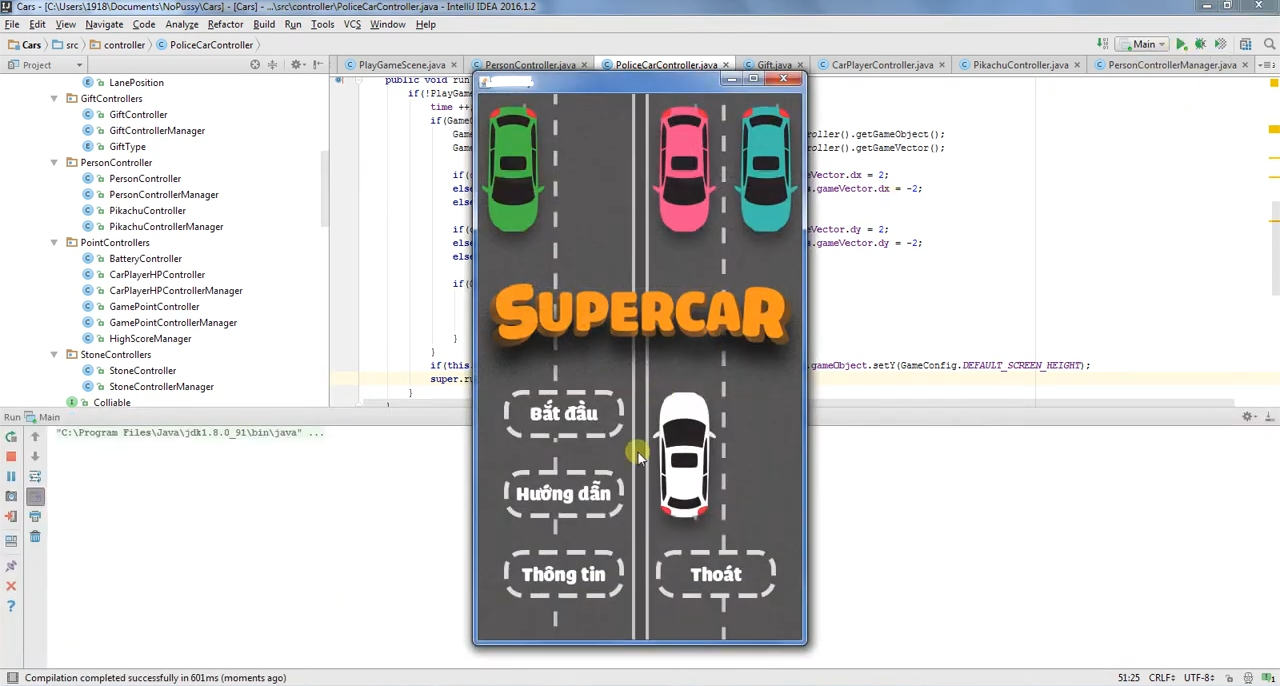 Cars - [C:\Users\1918\Documents\NoPussy\Cars] - [Cars] - ...\src\controller\PoliceCarController.java - IntelliJ IDEA 2016.1.2
File Edit View Navigate Code Analyze Refactor Build Run Tools VCS Window Help
Cars src controller PoliceCarController Main
Project PlayGameScene.java PersonController.java PoliceCarController.java Gift.java CarPlayerController.java PikachuController.java PersonControllerManager.java
LanePosition
GiftControllers
GiftController
GiftControllerManager
GiftType
PersonController
PersonController
PersonControllerManager
PikachuController
PikachuControllerManager
PointControllers
BatteryController
CarPlayerHPController
CarPlayerHPControllerManager
GamePointController
GamePointControllerManager
HighScoreManager
StoneControllers
StoneController
StoneControllerManager
Colliable
public void run
if(!PlayGam
time ++
if(Game
Game
roller().getGameObject();
Game
roller().getGameVector();
if(
eVector.dx = 2;
else
s.gameVector.dx = -2;
else
if(
eVector.dy = 2;
else
s.gameVector.dy = -2;
else
if(
}
}
if(this.
.gameObject.setY(GameConfig.DEFAULT_SCREEN_HEIGHT);
super.ru
}
SUPERCAR
Bắt đầu
Hướng dẫn
Thông tin
Thoát
Run Main
"C:\Program Files\Java\jdk1.8.0_91\bin\java" ...
Compilation completed successfully in 601ms (moments ago) 51:25 CRLF UTF-8